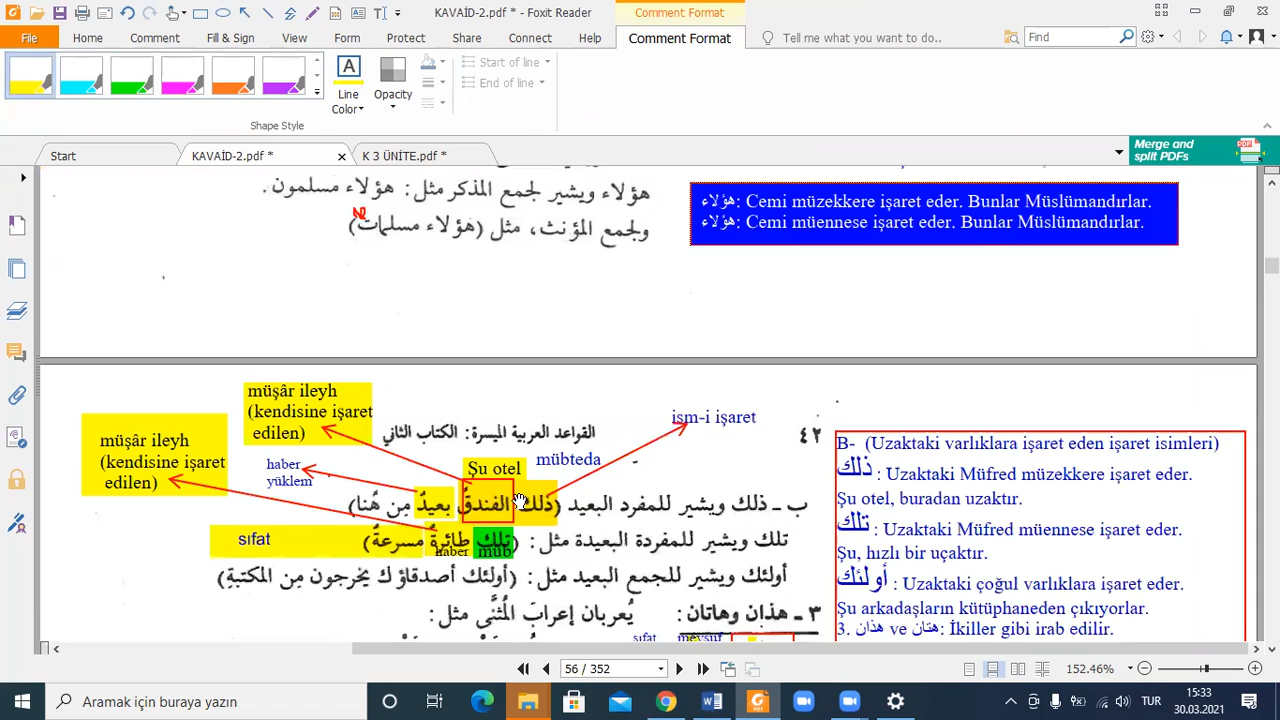 KAVAİD-2.pdf * - Foxit Reader
Comment Format
File
Home
Comment
Fill & Sign
View
Form
Protect
Share
Connect
Help
Comment Format
Tell me what you want to do..
Find
Line Color
Opacity
Start of line
End of line
Shape Style
Start
KAVAİD-2.pdf *
K 3 ÜNİTE.pdf *
Merge and split PDFs
هؤلاء ويشير لجمع المذكر مثل: هؤلاء مسلمون .
ولجمع المؤنث، مثل (هؤلاء مسلمات)
هؤلاء: Cemi müzekkere işaret eder. Bunlar Müslümandırlar.
هؤلاء: Cemi müennese işaret eder. Bunlar Müslümandırlar.
müşâr ileyh
(kendisine işaret
edilen)
müşâr ileyh
(kendisine işaret
edilen)
ism-i işaret
القواعد العربية الميسرة: الكتاب الثاني
٤٢
haber
yüklem
Şu otel
mübteda
ب ـ ذلك ويشير للمفرد البعيد (ذلك الفندقُ بعيدٌ مِن هُنا)
تلك ويشير للمفردة البعيدة مثل: (تلك طائرةٌ مسرعةٌ)
sıfat
haber
müb
أولئك ويشير للجمع البعيد مثل: (أولئك أصدقاؤك يخرجون مِن المكتبةِ)
٣ ـ هذان وهاتان: يُعربان إعرابَ المُثنَّى مثل:
sıfat
mevsuf
B- (Uzaktaki varlıklara işaret eden işaret isimleri)
ذلك : Uzaktaki Müfred müzekkere işaret eder.
Şu otel, buradan uzaktır.
تلك : Uzaktaki Müfred müennese işaret eder.
Şu, hızlı bir uçaktır.
أولئك : Uzaktaki çoğul varlıklara işaret eder.
Şu arkadaşların kütüphaneden çıkıyorlar.
3. هذان ve هتان: İkiller gibi irab edilir.
56 / 352
152.46%
Aramak için buraya yazın
TUR
15:33
30.03.2021